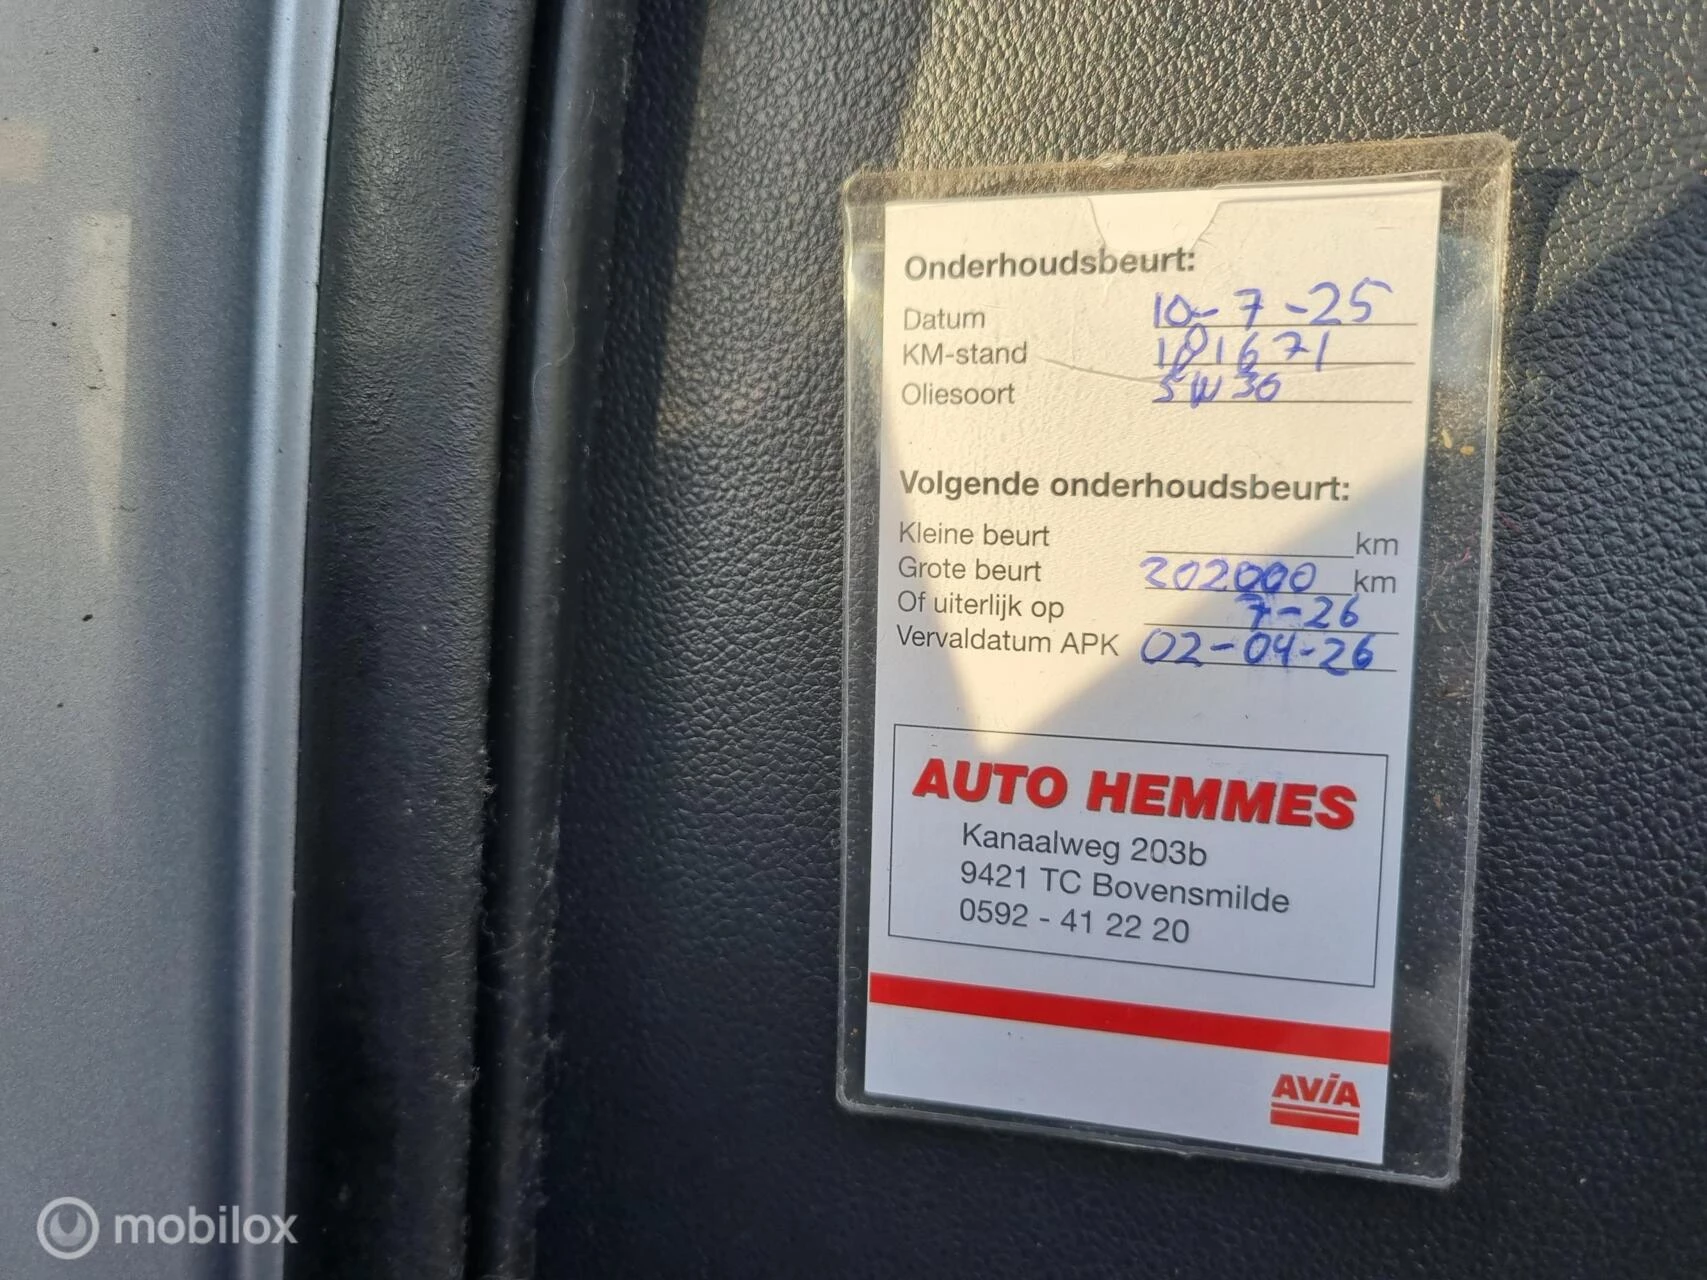 Onderhoudsbeurt:
Datum 10-7-25
KM-stand 181671
Oliesoort 5W30
Volgende onderhoudsbeurt:
Kleine beurt km
Grote beurt 202000 km
Of uiterlijk op 7-26
Vervaldatum APK 02-04-26
AUTO HEMMES
Kanaalweg 203b
9421 TC Bovensmilde
0592 - 41 22 20
AVIA
mobilox